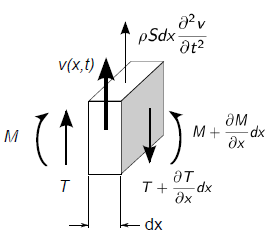 ρSdx ∂²v/∂t²
v(x,t)
M
M + ∂M/∂x dx
T
T + ∂T/∂x dx
dx